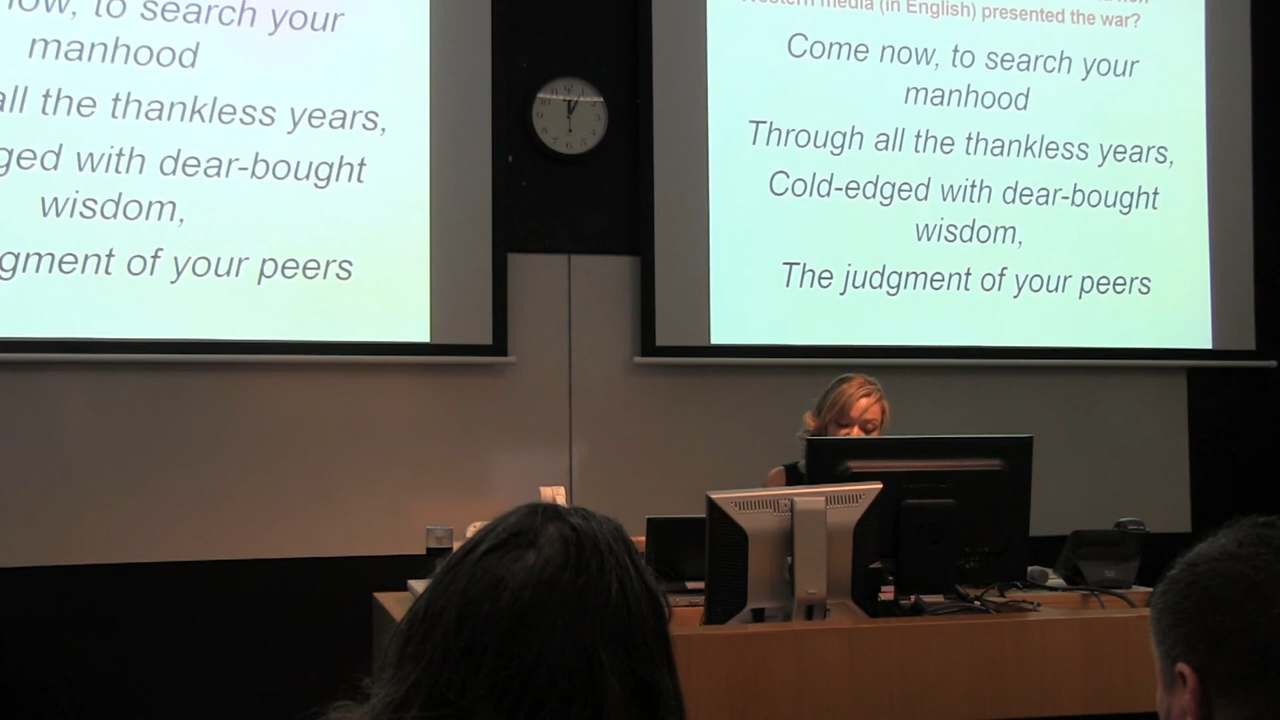 now, to search your
manhood
all the thankless years,
ged with dear-bought
wisdom,
gment of your peers
Western media (in English) presented the war?
Come now, to search your
manhood
Through all the thankless years,
Cold-edged with dear-bought
wisdom,
The judgment of your peers